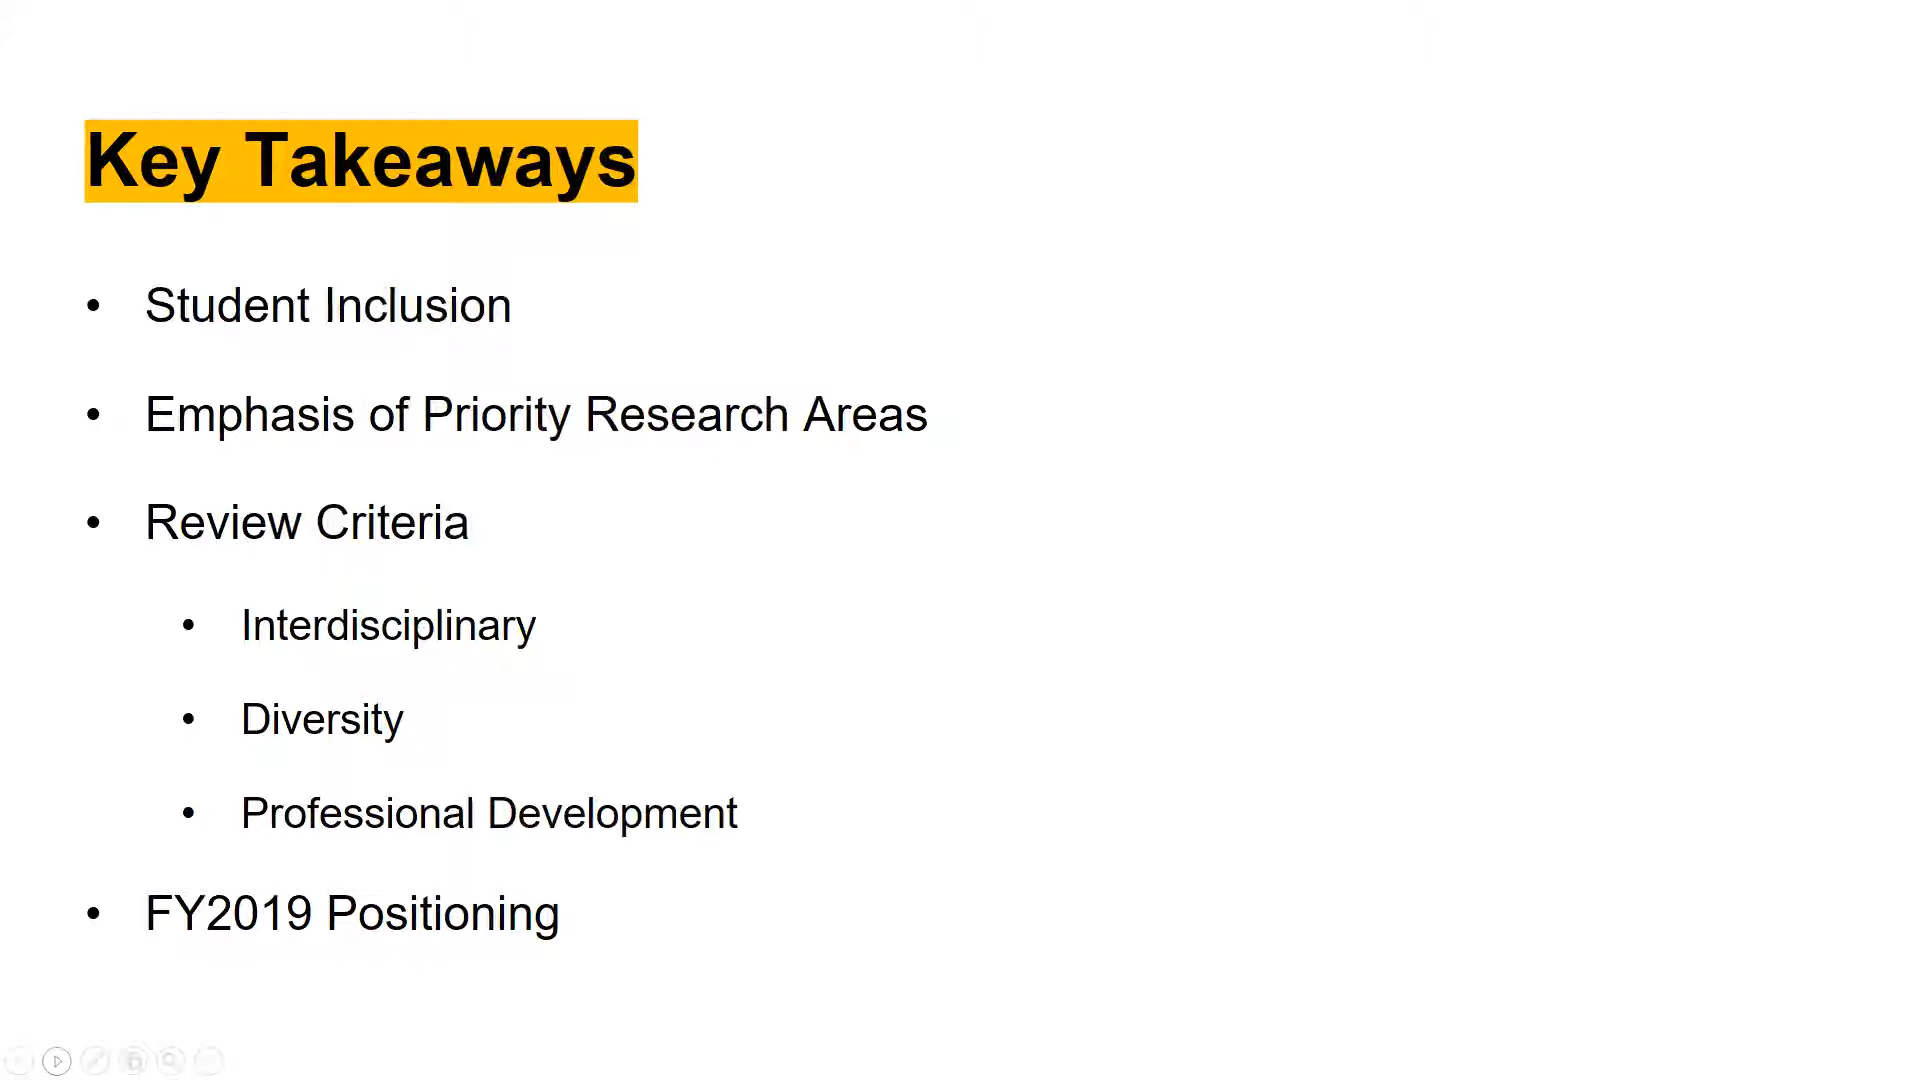 Key Takeaways
• Student Inclusion
• Emphasis of Priority Research Areas
• Review Criteria
• Interdisciplinary
• Diversity
• Professional Development
• FY2019 Positioning